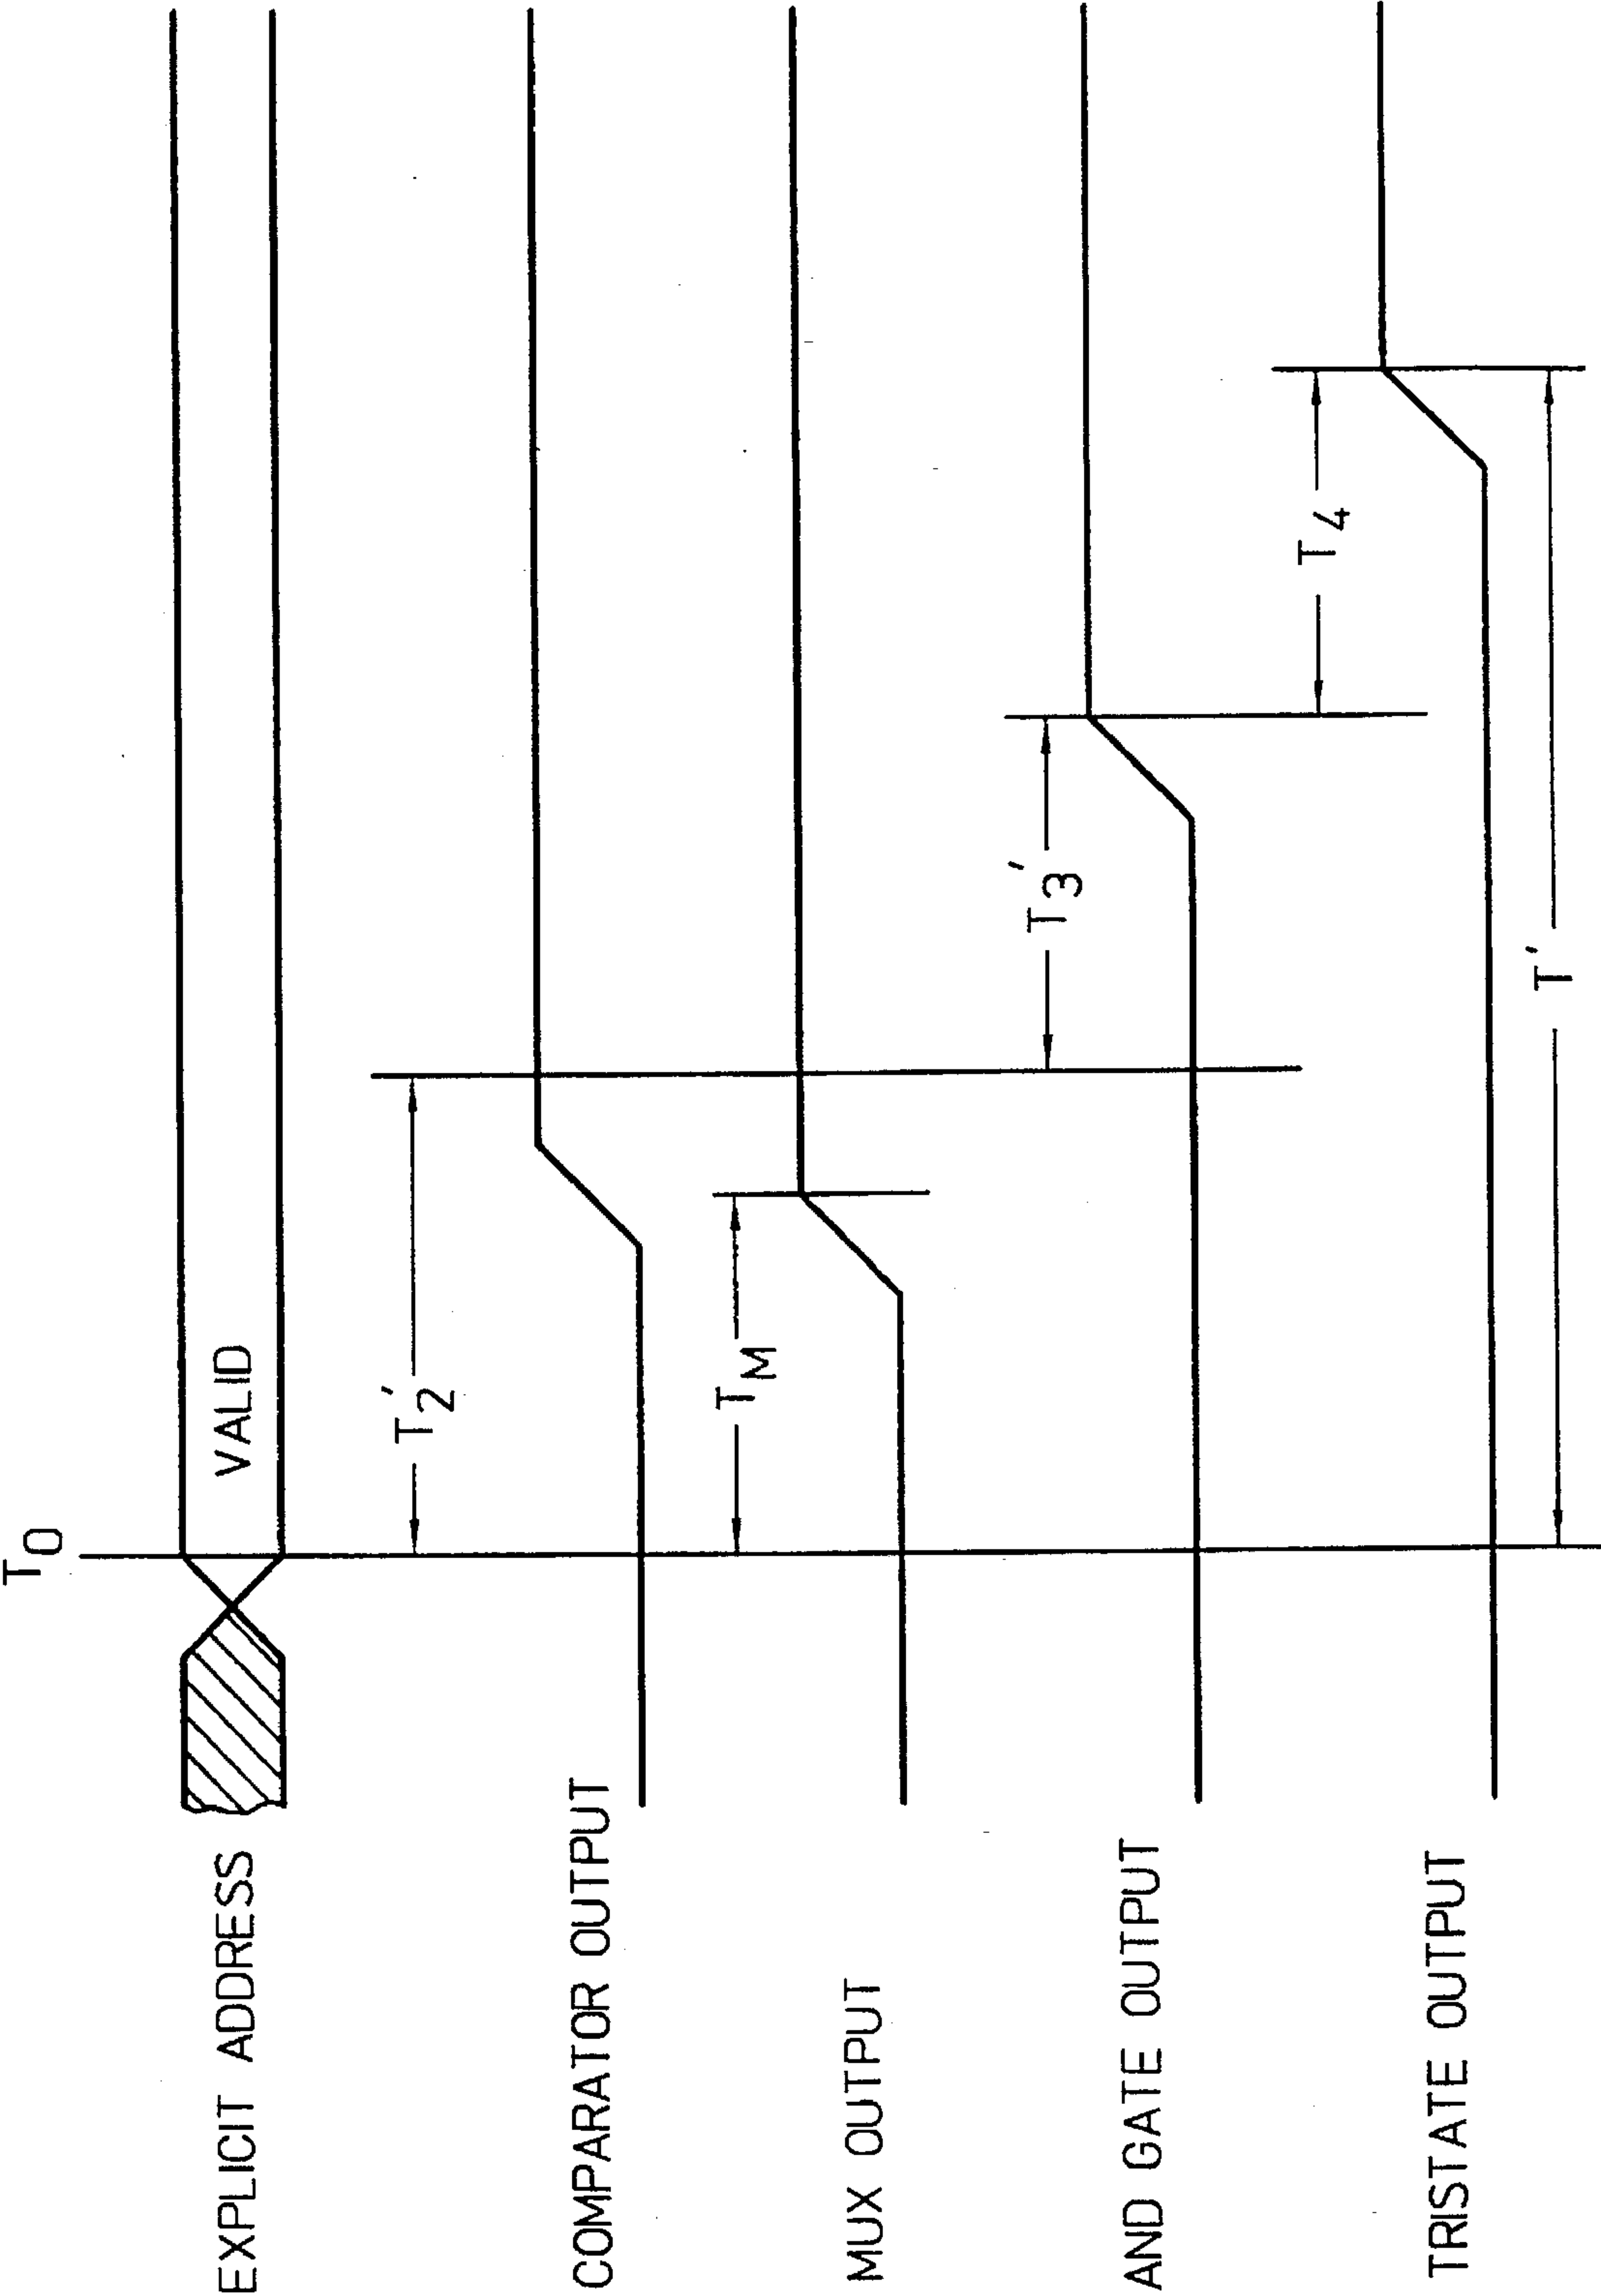 T0
EXPLICIT ADDRESS
VALID
T2'
COMPARATOR OUTPUT
TM
MUX OUTPUT
T3'
AND GATE OUTPUT
T4
TRISTATE OUTPUT
T'